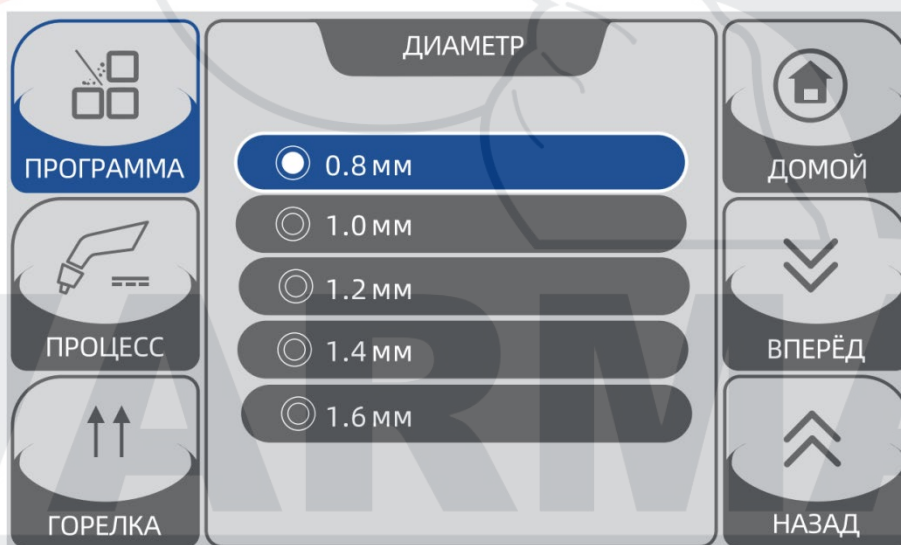 ДИАМЕТР
ПРОГРАММА
ПРОЦЕСС
ГОРЕЛКА
0.8 мм
1.0 мм
1.2 мм
1.4 мм
1.6 мм
ДОМОЙ
ВПЕРЁД
НАЗАД